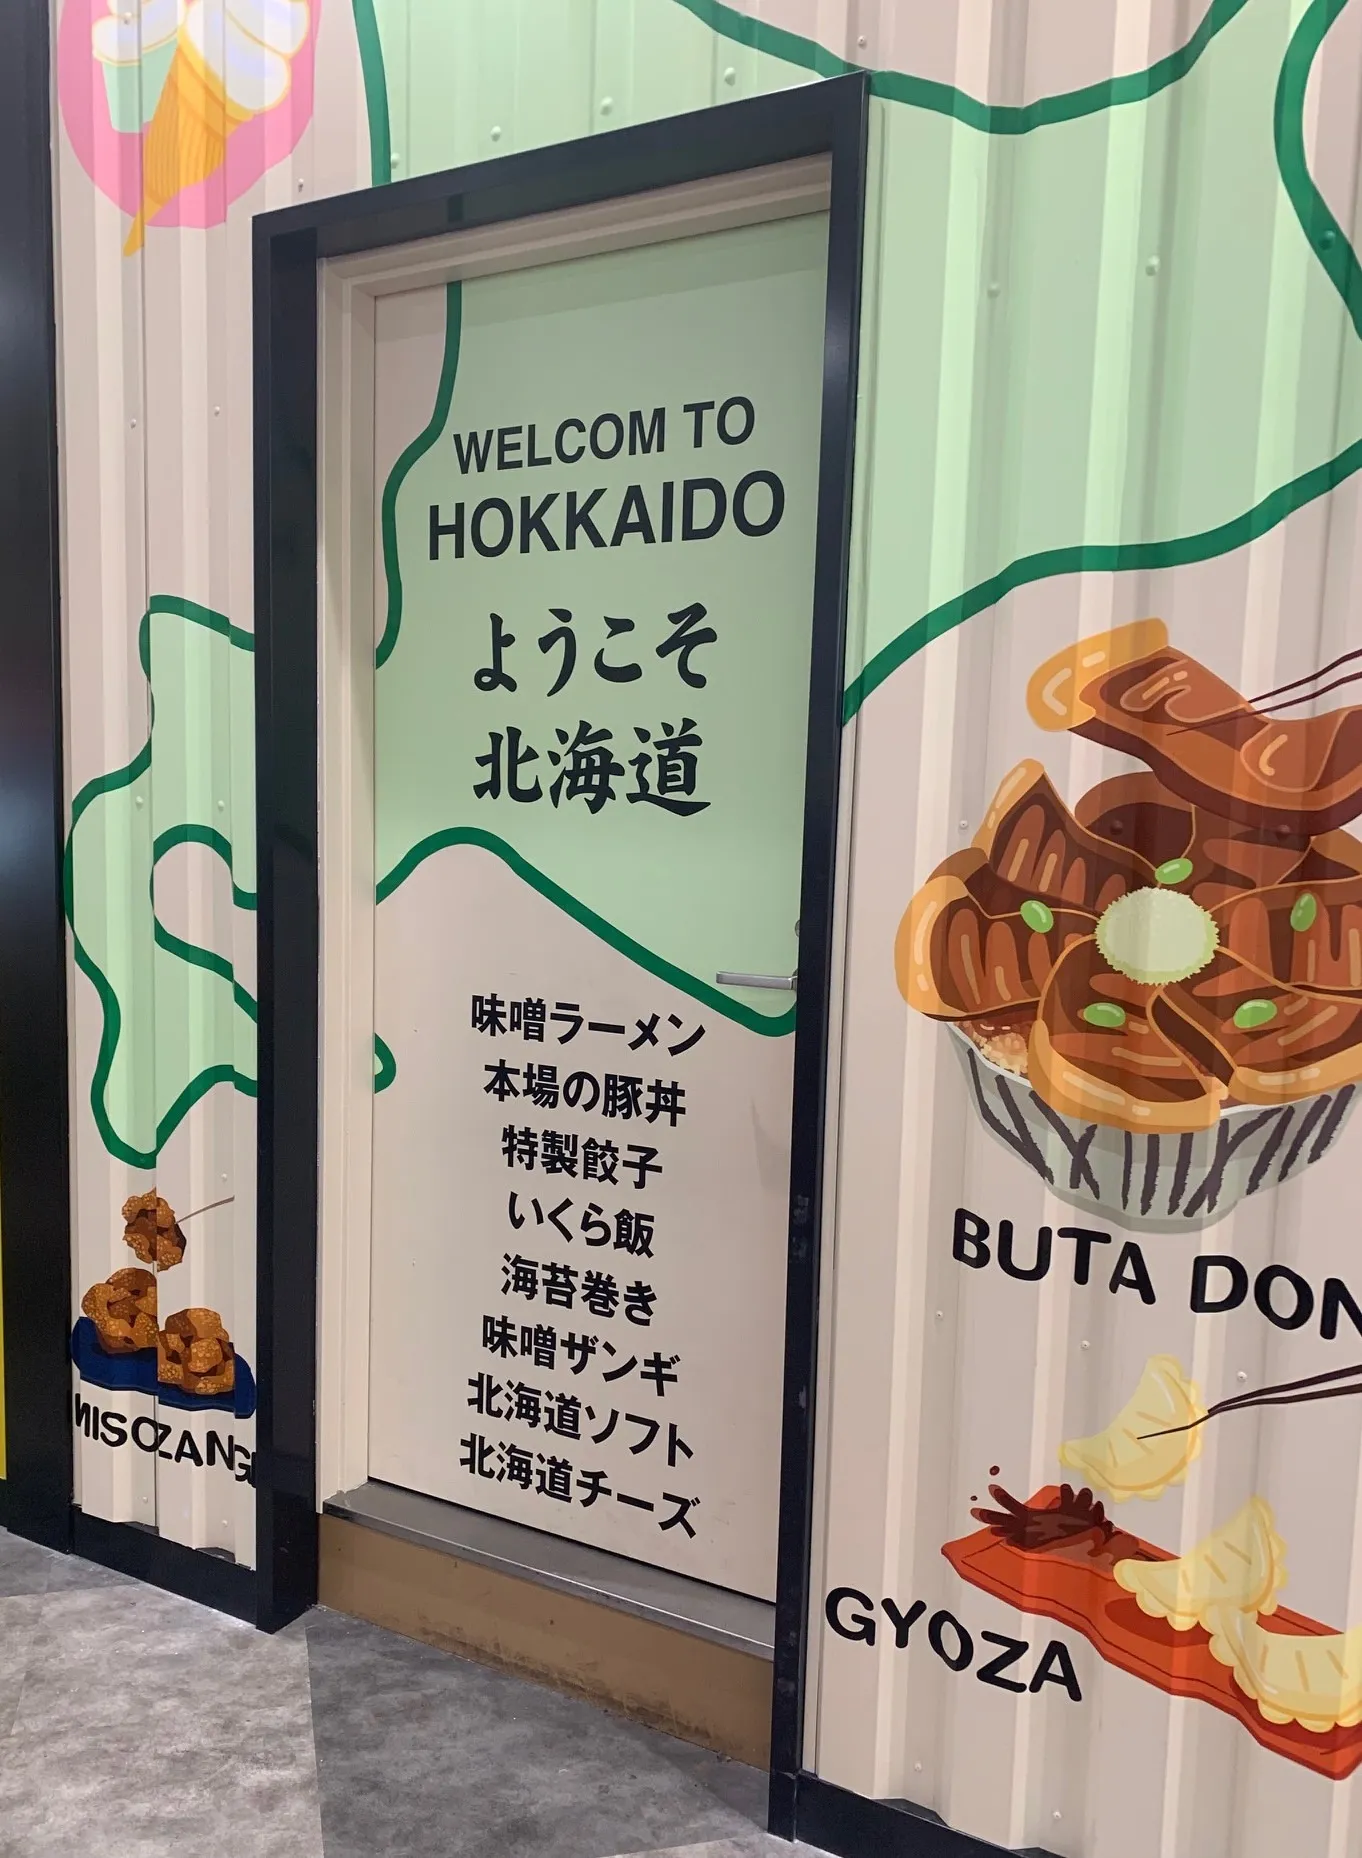 WELCOM TO
HOKKAIDO
ようこそ
北海道
味噌ラーメン
本場の豚丼
特製餃子
いくら飯
海苔巻き
味噌ザンギ
北海道ソフト
北海道チーズ
MISOZANGI
BUTA DON
GYOZA